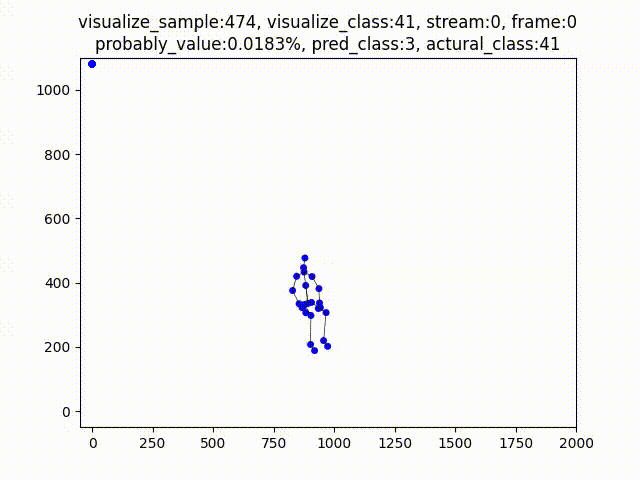 visualize_sample:474, visualize_class:41, stream:0, frame:0
probably_value:0.0183%, pred_class:3, actural_class:41
1000
800
600
400
200
0
0 250 500 750 1000 1250 1500 1750 2000